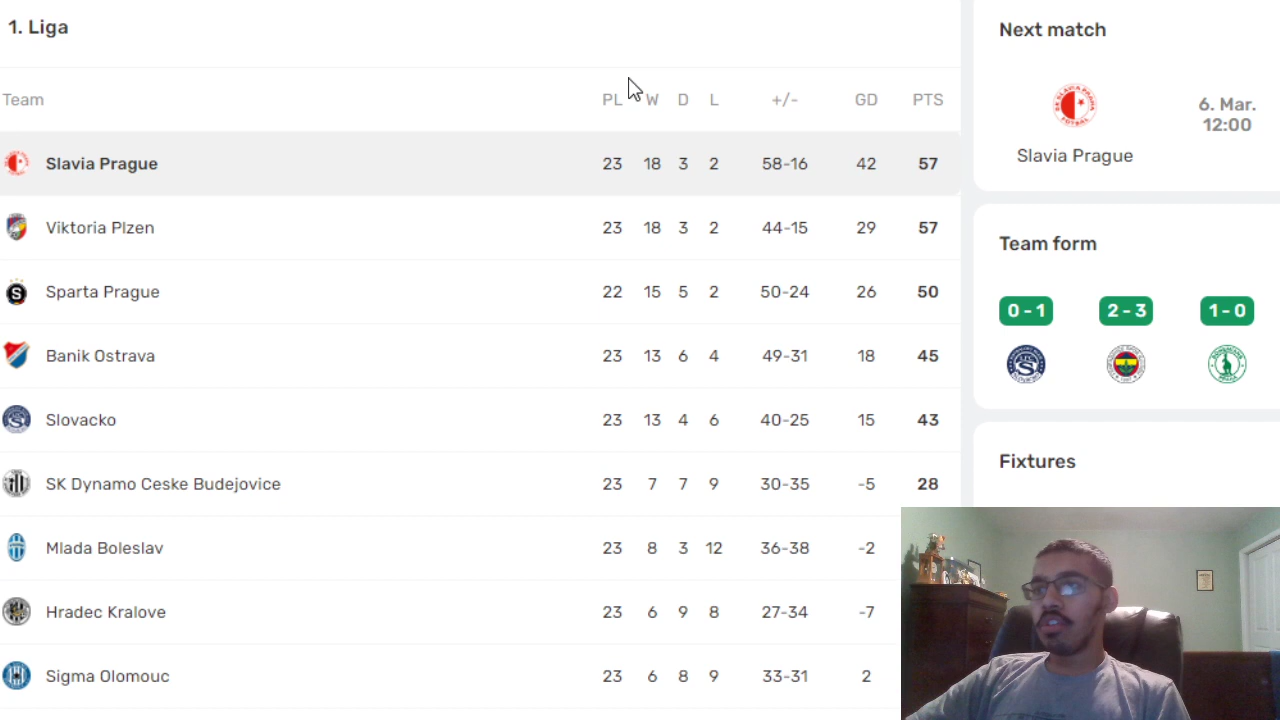 1. Liga
Team PL W D L +/- GD PTS
Slavia Prague 23 18 3 2 58-16 42 57
Viktoria Plzen 23 18 3 2 44-15 29 57
Sparta Prague 22 15 5 2 50-24 26 50
Banik Ostrava 23 13 6 4 49-31 18 45
Slovacko 23 13 4 6 40-25 15 43
SK Dynamo Ceske Budejovice 23 7 7 9 30-35 -5 28
Mlada Boleslav 23 8 3 12 36-38 -2
Hradec Kralove 23 6 9 8 27-34 -7
Sigma Olomouc 23 6 8 9 33-31 2
Next match
6. Mar.
12:00
Slavia Prague
Team form
0 - 1 2 - 3 1 - 0
Fixtures